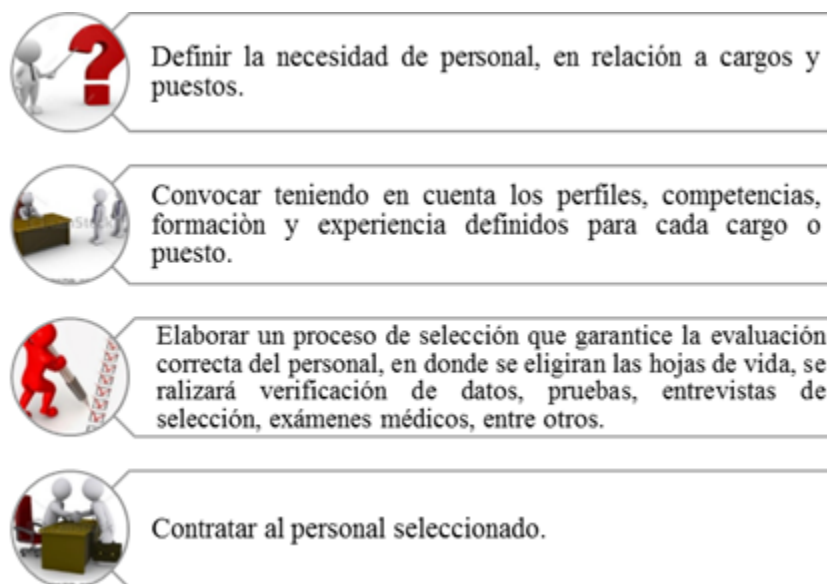 Definir la necesidad de personal, en relación a cargos y
puestos.
Convocar teniendo en cuenta los perfiles, competencias,
formaciòn y experiencia definidos para cada cargo o
puesto.
Elaborar un proceso de selección que garantice la evaluación
correcta del personal, en donde se eligiran las hojas de vida, se
ralizará verificación de datos, pruebas, entrevistas de
selección, exámenes médicos, entre otros.
Contratar al personal seleccionado.